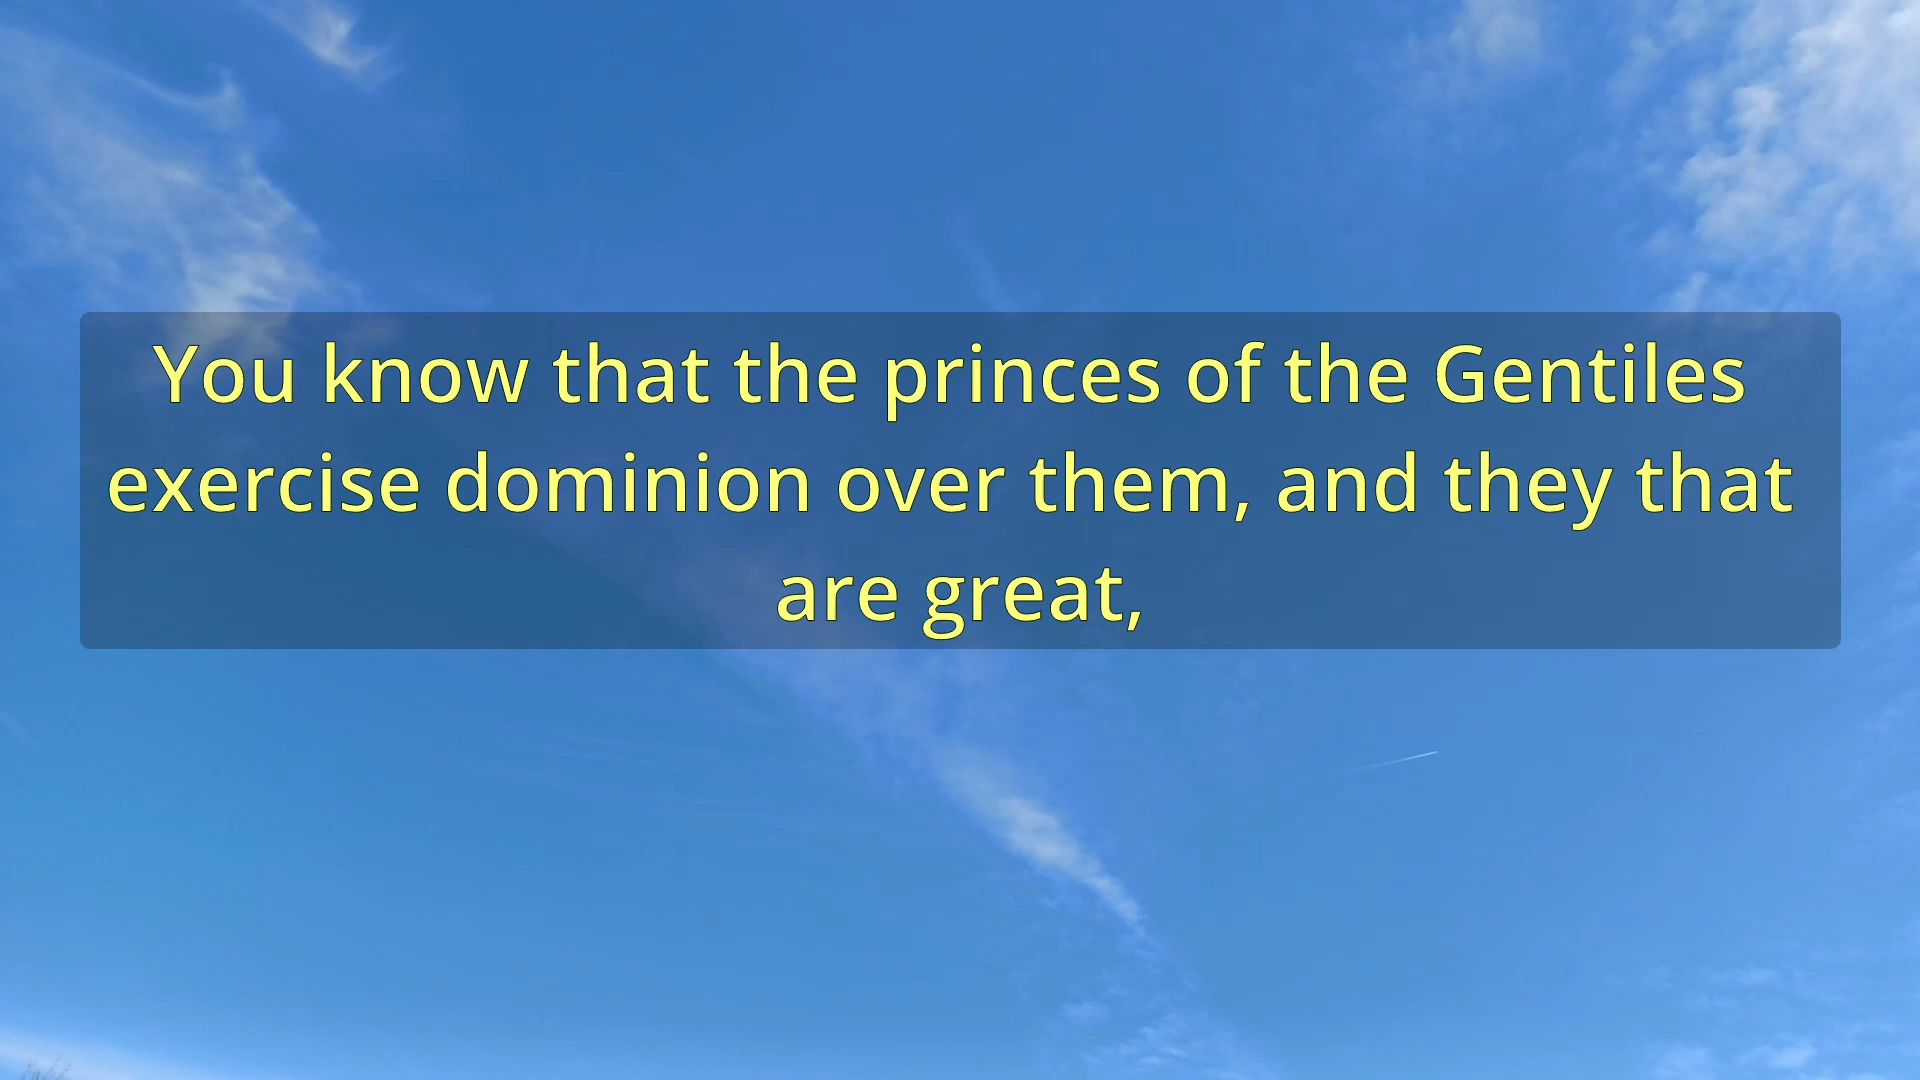 You know that the princes of the Gentiles
exercise dominion over them, and they that
are great,